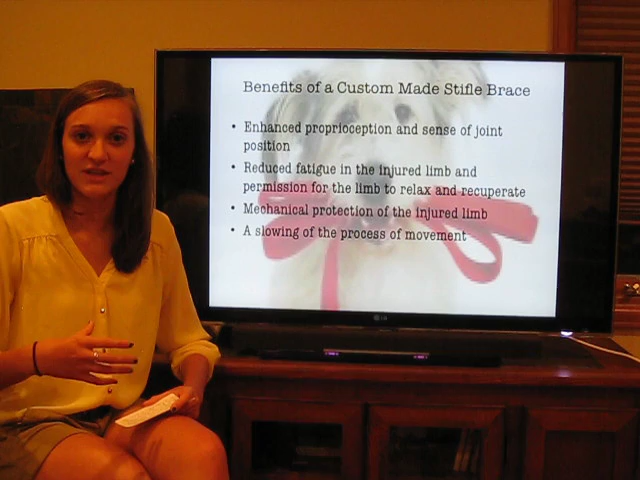 Benefits of a Custom Made Stifle Brace
• Enhanced proprioception and sense of joint
position
• Reduced fatigue in the injured limb and
permission for the limb to relax and recuperate
• Mechanical protection of the injured limb
• A slowing of the process of movement
LG